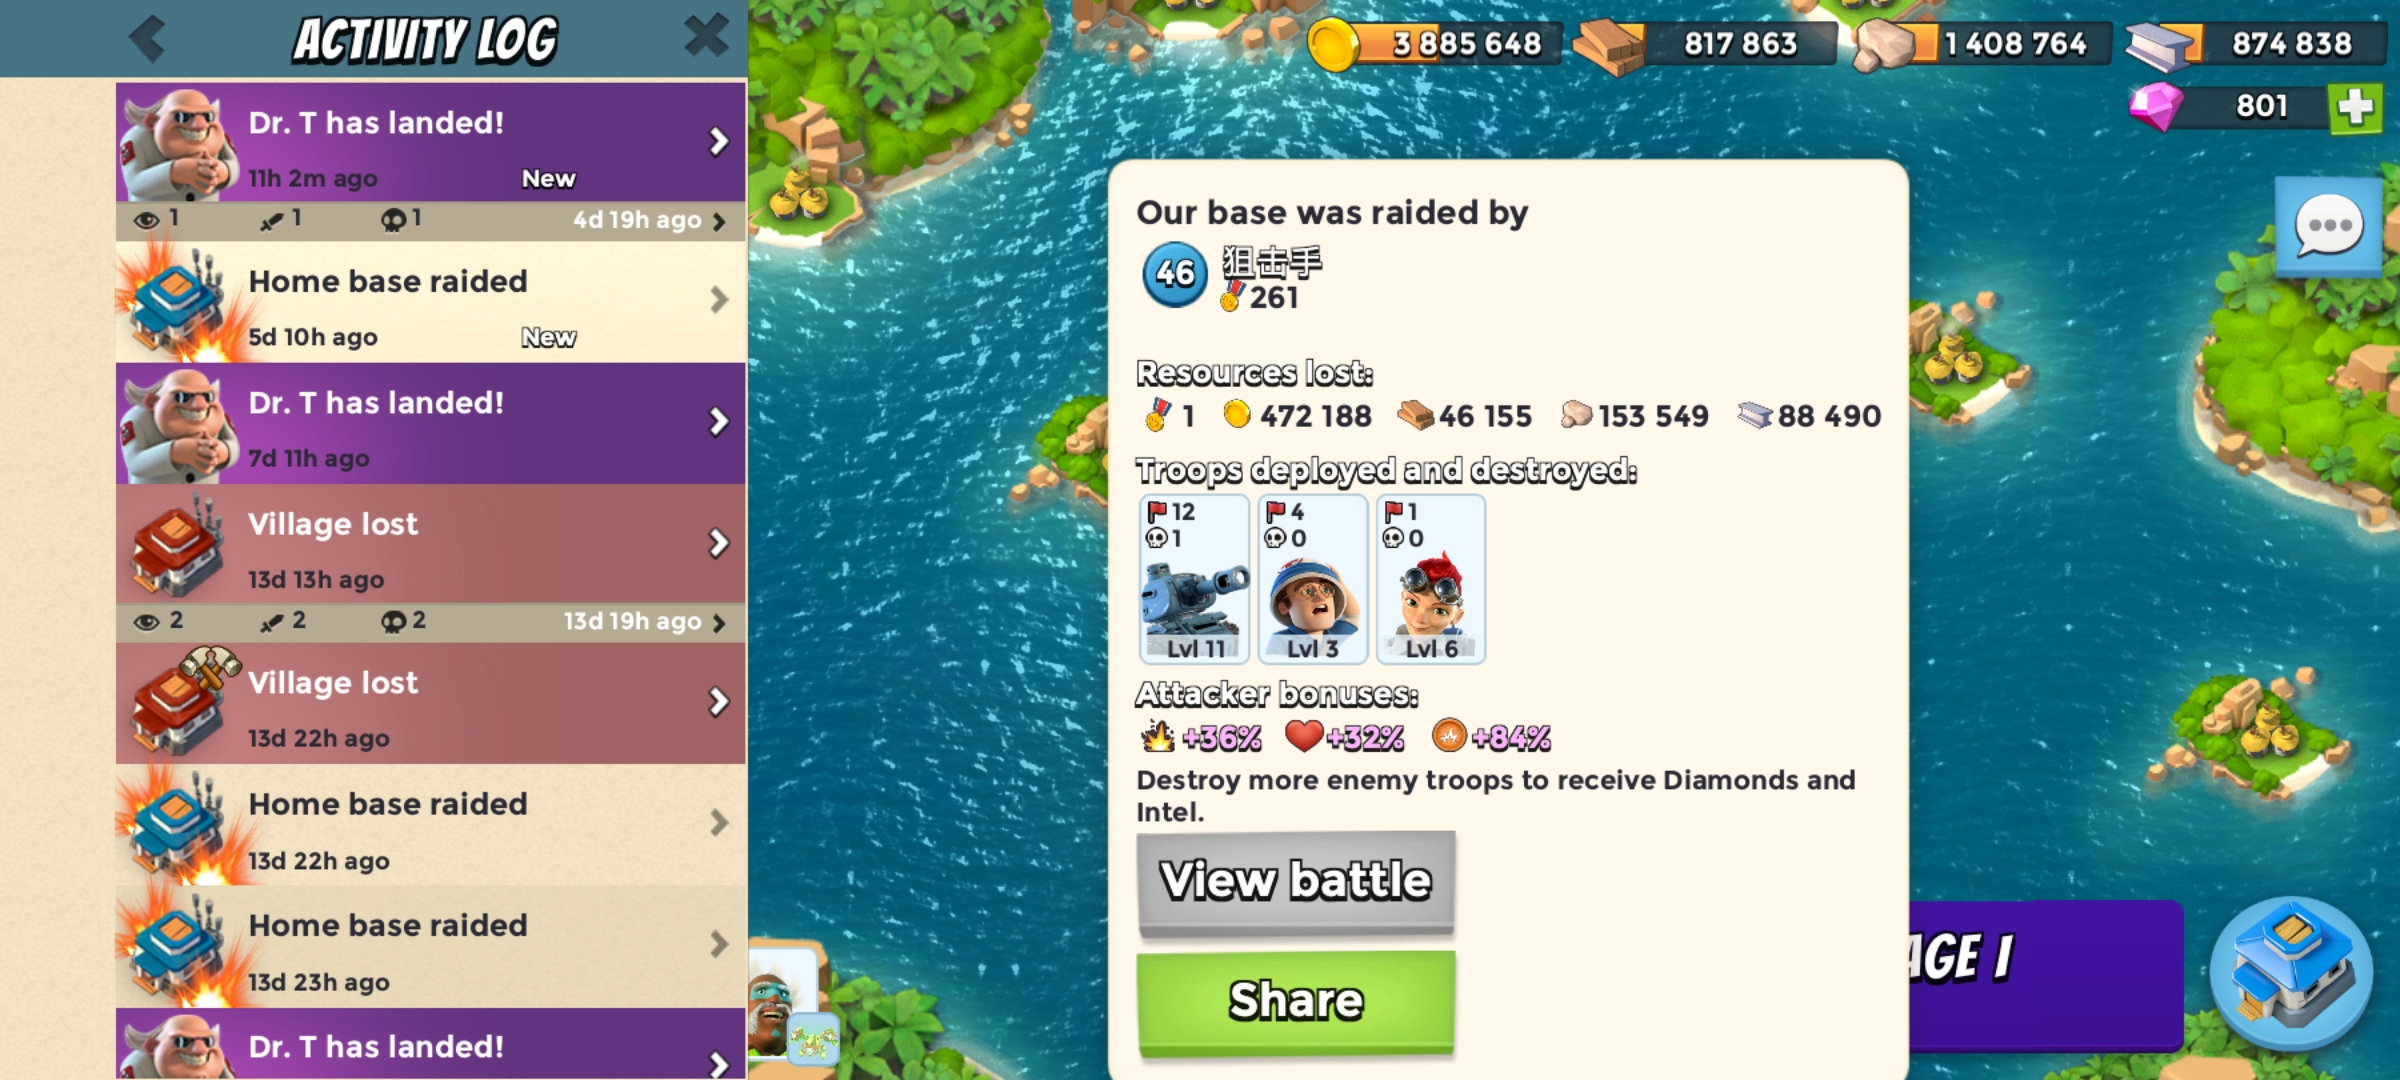 ACTIVITY LOG
Dr. T has landed!
11h 2m ago New
1 1 1 4d 19h ago
Home base raided
5d 10h ago New
Dr. T has landed!
7d 11h ago
Village lost
13d 13h ago
2 2 2 13d 19h ago
Village lost
13d 22h ago
Home base raided
13d 22h ago
Home base raided
13d 23h ago
Dr. T has landed!
3 885 648 817 863 1 408 764 874 838
801
Our base was raided by
46 狙击手
261
Resources lost:
1 472 188 46 155 153 549 88 490
Troops deployed and destroyed:
12 4 1
1 0 0
Lvl 11 Lvl 3 Lvl 6
Attacker bonuses:
+36% +32% +84%
Destroy more enemy troops to receive Diamonds and
Intel.
View battle
Share
AGE I